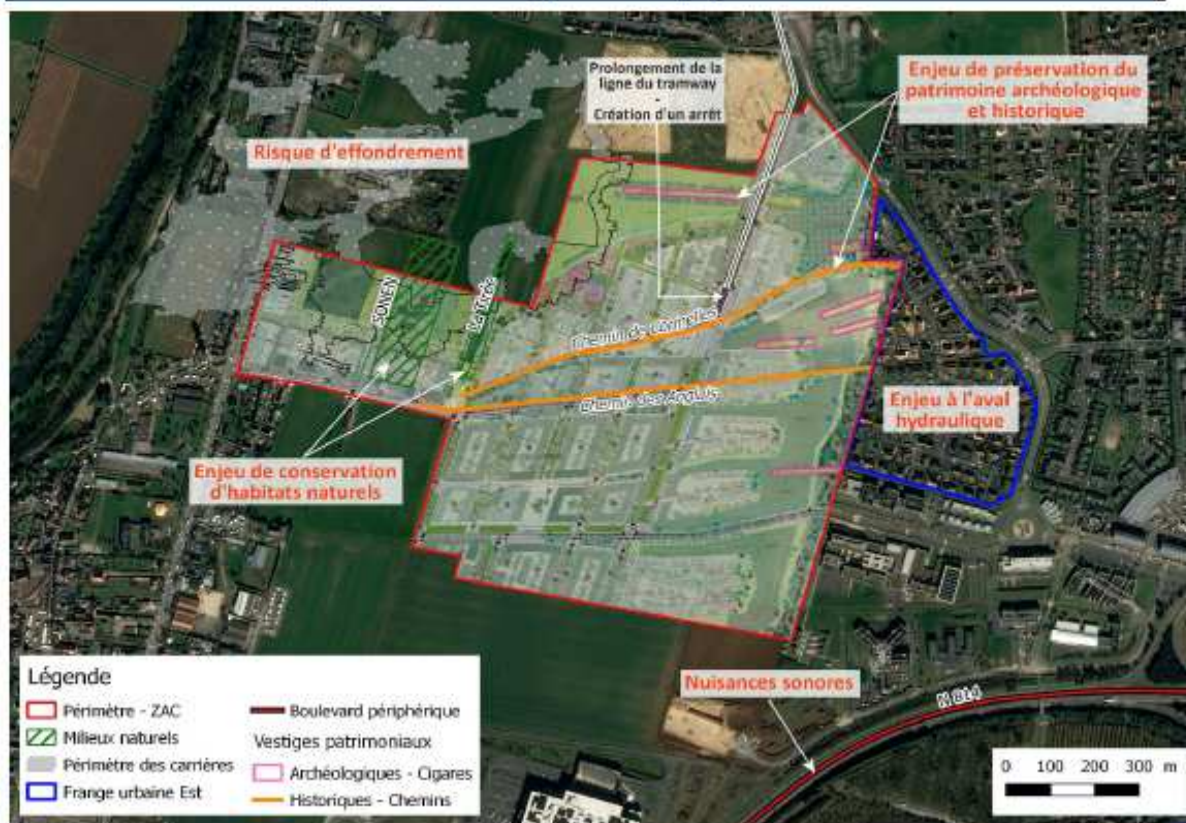 Prolongement de la
ligne du tramway
-
Création d'un arrêt
Enjeu de préservation du
patrimoine archéologique
et historique
Risque d'effondrement
SONEN
La Tirée
Chemin de Cormelles
Chemin des Anglais
Enjeu à l'aval
hydraulique
Enjeu de conservation
d'habitats naturels
Nuisances sonores
N 814
Légende
Périmètre - ZAC
Milieux naturels
Périmètre des carrières
Frange urbaine Est
Boulevard périphérique
Vestiges patrimoniaux
Archéologiques - Cigares
Historiques - Chemins
0 100 200 300 m